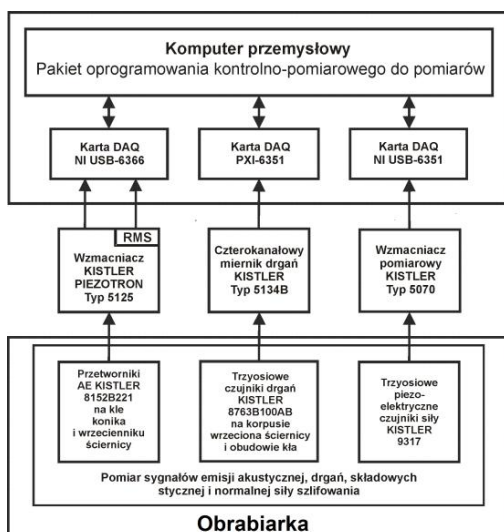 Komputer przemysłowy
Pakiet oprogramowania kontrolno-pomiarowego do pomiarów
Karta DAQ
NI USB-6366
Karta DAQ
PXI-6351
Karta DAQ
NI USB-6351
RMS
Wzmacniacz
KISTLER
PIEZOTRON
Typ 5125
Czterokanałowy
miernik drgań
KISTLER
Typ 5134B
Wzmacniacz
pomiarowy
KISTLER
Typ 5070
Przetworniki
AE KISTLER
8152B221
na kle
konika
i wrzecienniku
ściernicy
Trzyosiowe
czujniki drgań
KISTLER
8763B100AB
na korpusie
wrzeciona ściernicy
i obudowie kła
Trzyosiowe
piezo-
elektryczne
czujniki siły
KISTLER
9317
Pomiar sygnałów emisji akustycznej, drgań, składowych
stycznej i normalnej siły szlifowania
Obrabiarka